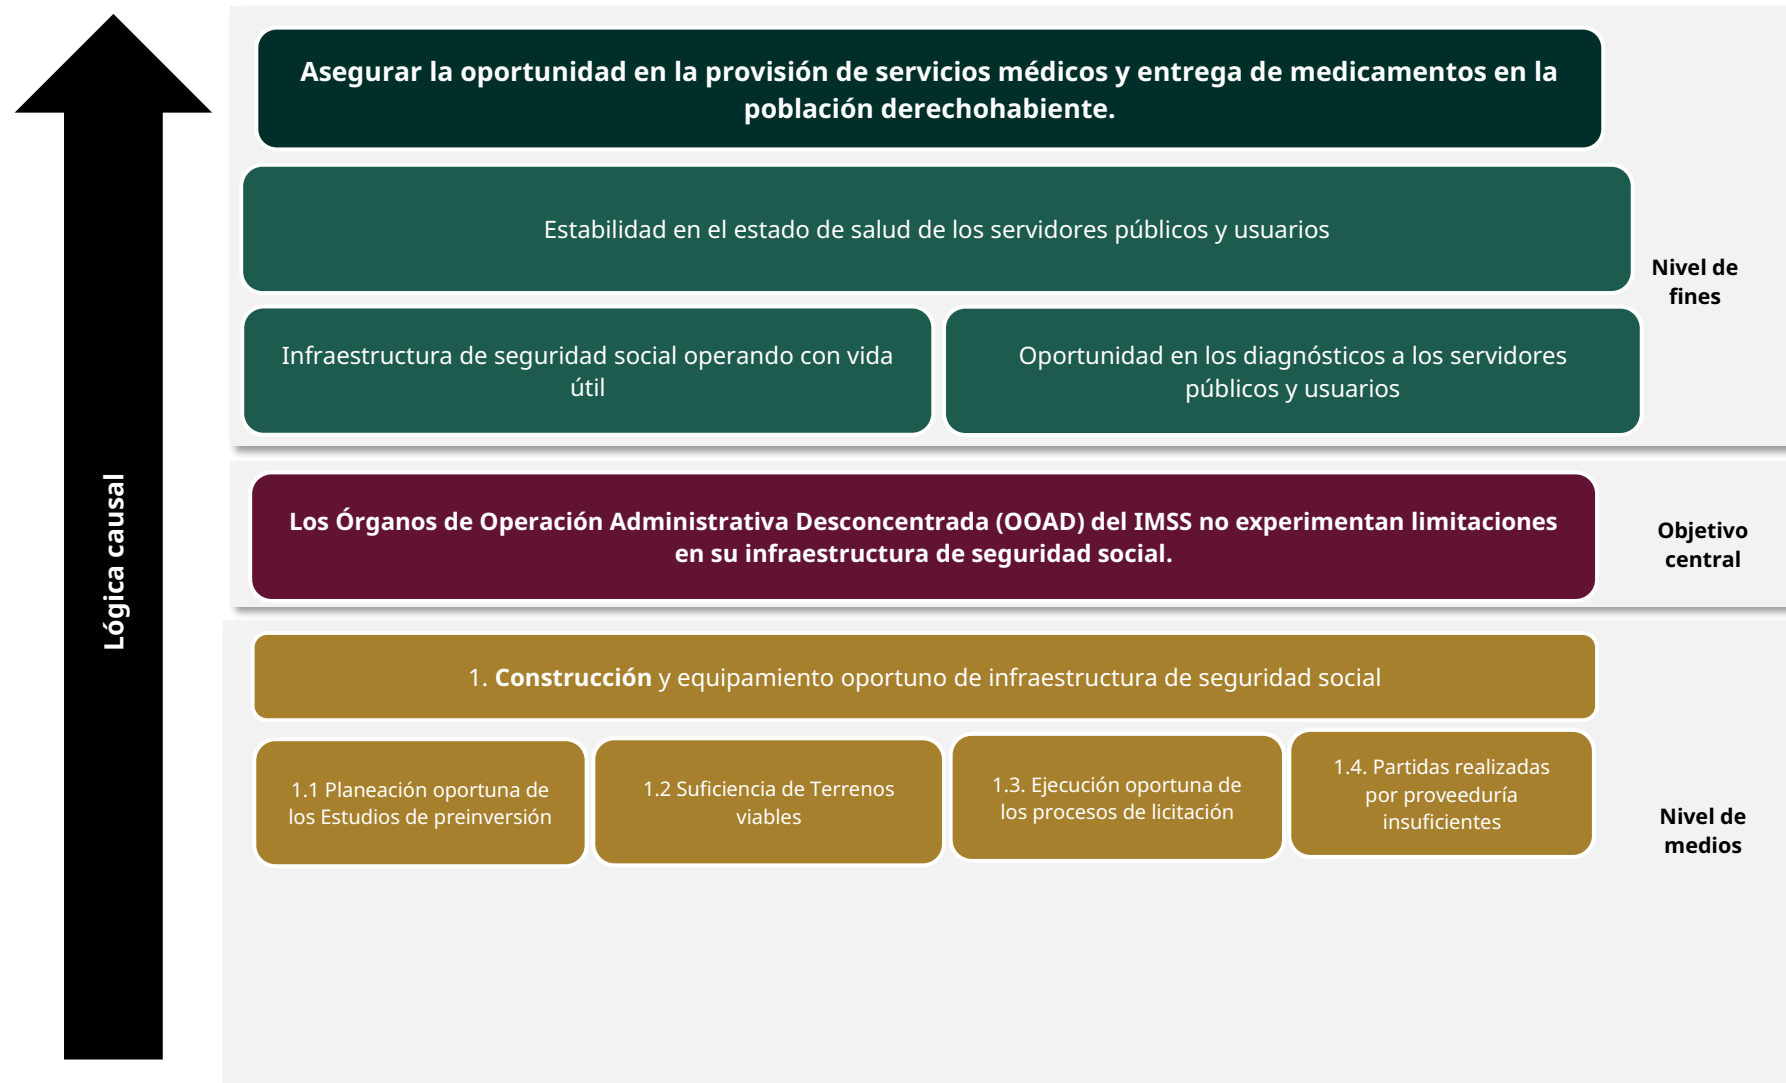 Asegurar la oportunidad en la provisión de servicios médicos y entrega de medicamentos en la
población derechohabiente.
Estabilidad en el estado de salud de los servidores públicos y usuarios
Nivel de
fines
Infraestructura de seguridad social operando con vida
útil
Oportunidad en los diagnósticos a los servidores
públicos y usuarios
Lógica causal
Los Órganos de Operación Administrativa Desconcentrada (OOAD) del IMSS no experimentan limitaciones
en su infraestructura de seguridad social.
Objetivo
central
1. Construcción y equipamiento oportuno de infraestructura de seguridad social
1.1 Planeación oportuna de
los Estudios de preinversión
1.2 Suficiencia de Terrenos
viables
1.3. Ejecución oportuna de
los procesos de licitación
1.4. Partidas realizadas
por proveeduría
insuficientes
Nivel de
medios